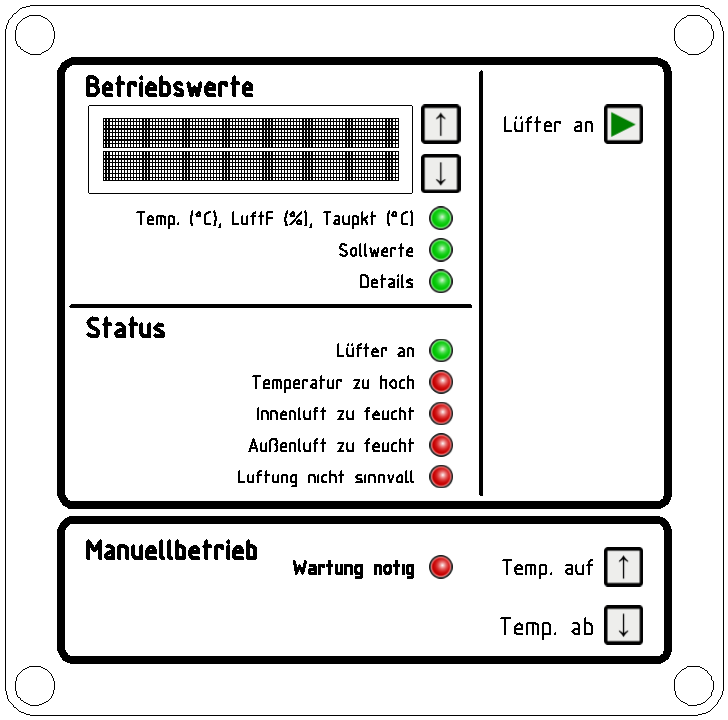 Betriebswerte
↑
Lüfter an
↓
Temp. (°C), LuftF (%), Taupkt (°C)
Sollwerte
Details
Status
Lüfter an
Temperatur zu hoch
Innenluft zu feucht
Außenluft zu feucht
Luftung nicht sinnvoll
Manuellbetrieb
Wartung notig
Temp. auf ↑
Temp. ab ↓